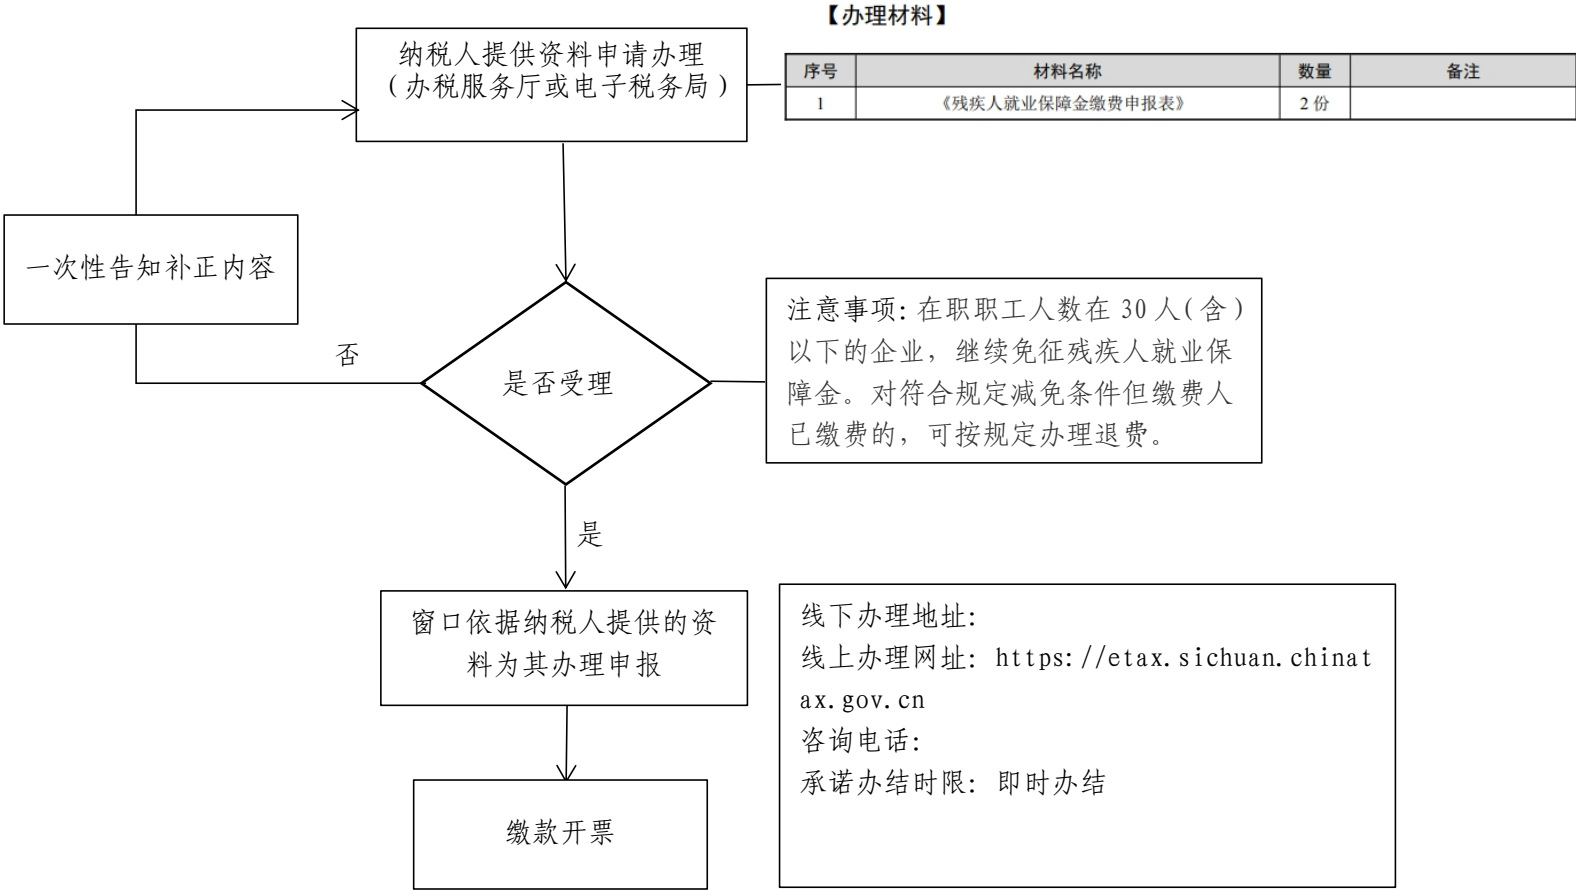 【办理材料】
纳税人提供资料申请办理
（办税服务厅或电子税务局）
序号 材料名称 数量 备注
1 《残疾人就业保障金缴费申报表》 2 份
一次性告知补正内容
否
是否受理
注意事项：在职职工人数在 30 人（含）
以下的企业，继续免征残疾人就业保
障金。对符合规定减免条件但缴费人
已缴费的，可按规定办理退费。
是
窗口依据纳税人提供的资
料为其办理申报
线下办理地址：
线上办理网址：https://etax.sichuan.chinat
ax.gov.cn
咨询电话：
承诺办结时限：即时办结
缴款开票